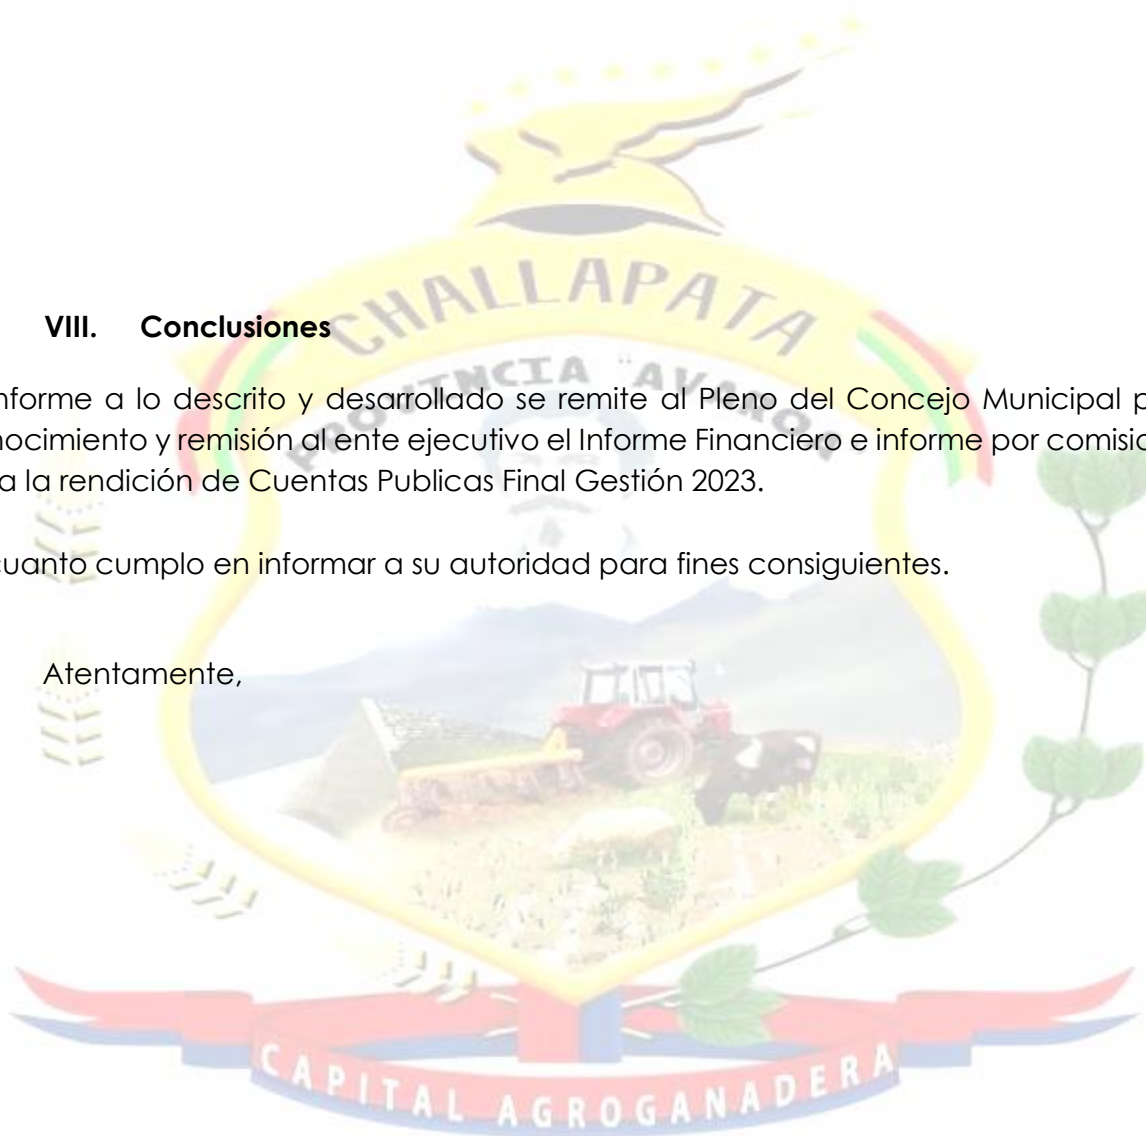 CHALLAPATA
PROVINCIA "AVAROA"
VIII. Conclusiones
nforme a lo descrito y desarrollado se remite al Pleno del Concejo Municipal p
nocimiento y remisión al ente ejecutivo el Informe Financiero e informe por comisio
a la rendición de Cuentas Publicas Final Gestión 2023.
cuanto cumplo en informar a su autoridad para fines consiguientes.
Atentamente,
CAPITAL AGROGANADERA